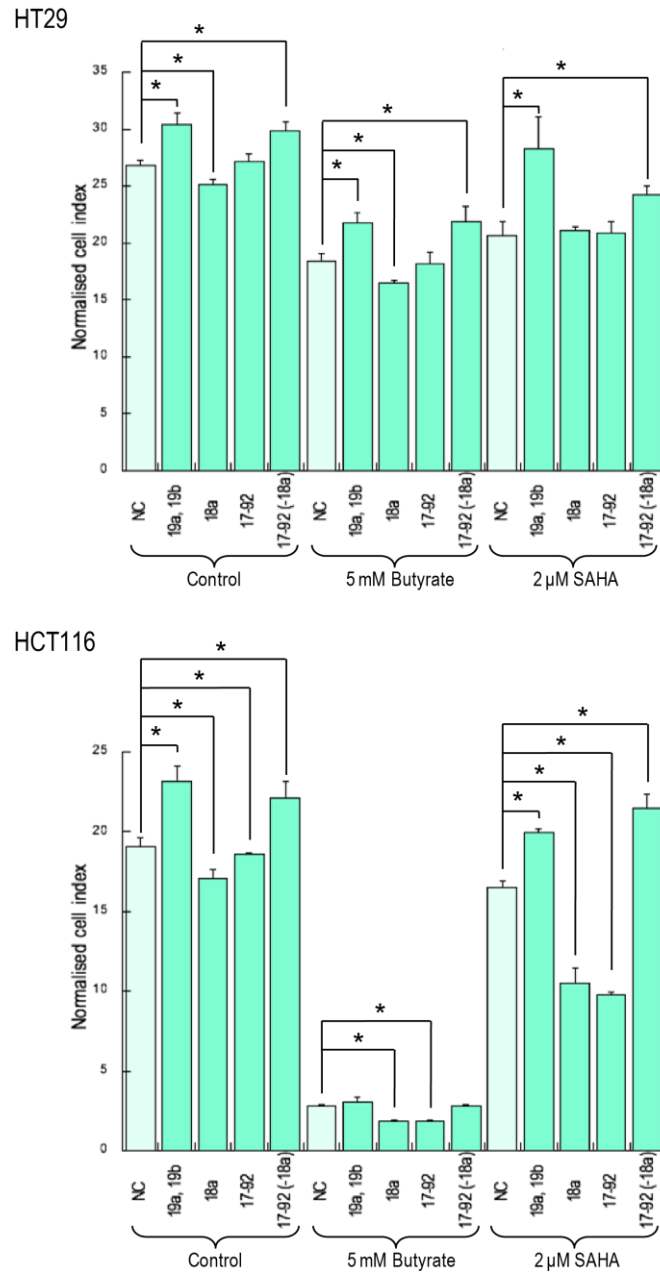 HT29
* * *
* * *
* *
Normalised cell index
35
30
25
20
15
10
5
0
NC
19a, 19b
18a
17-92
17-92 (-18a)
NC
19a, 19b
18a
17-92
17-92 (-18a)
NC
19a, 19b
18a
17-92
17-92 (-18a)
Control
5 mM Butyrate
2 µM SAHA
HCT116
* * * *
* *
* * * *
Normalised cell index
25
20
15
10
5
0
NC
19a, 19b
18a
17-92
17-92 (-18a)
NC
19a, 19b
18a
17-92
17-92 (-18a)
NC
19a, 19b
18a
17-92
17-92 (-18a)
Control
5 mM Butyrate
2 µM SAHA